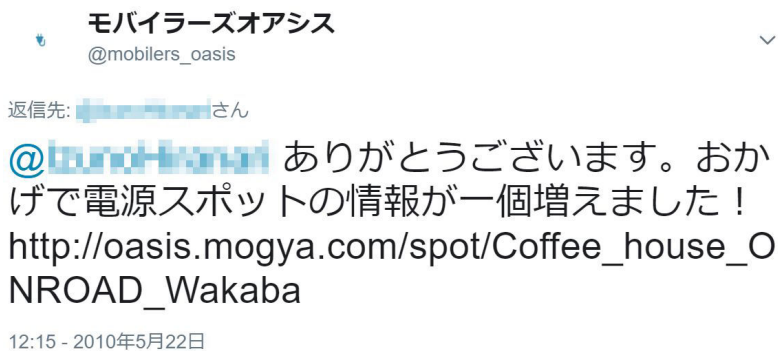 モバイラーズオアシス
@mobilers_oasis
返信先: さん
@ ありがとうございます。おか
げで電源スポットの情報が一個増えました！
http://oasis.mogya.com/spot/Coffee_house_O
NROAD_Wakaba
12:15 - 2010年5月22日